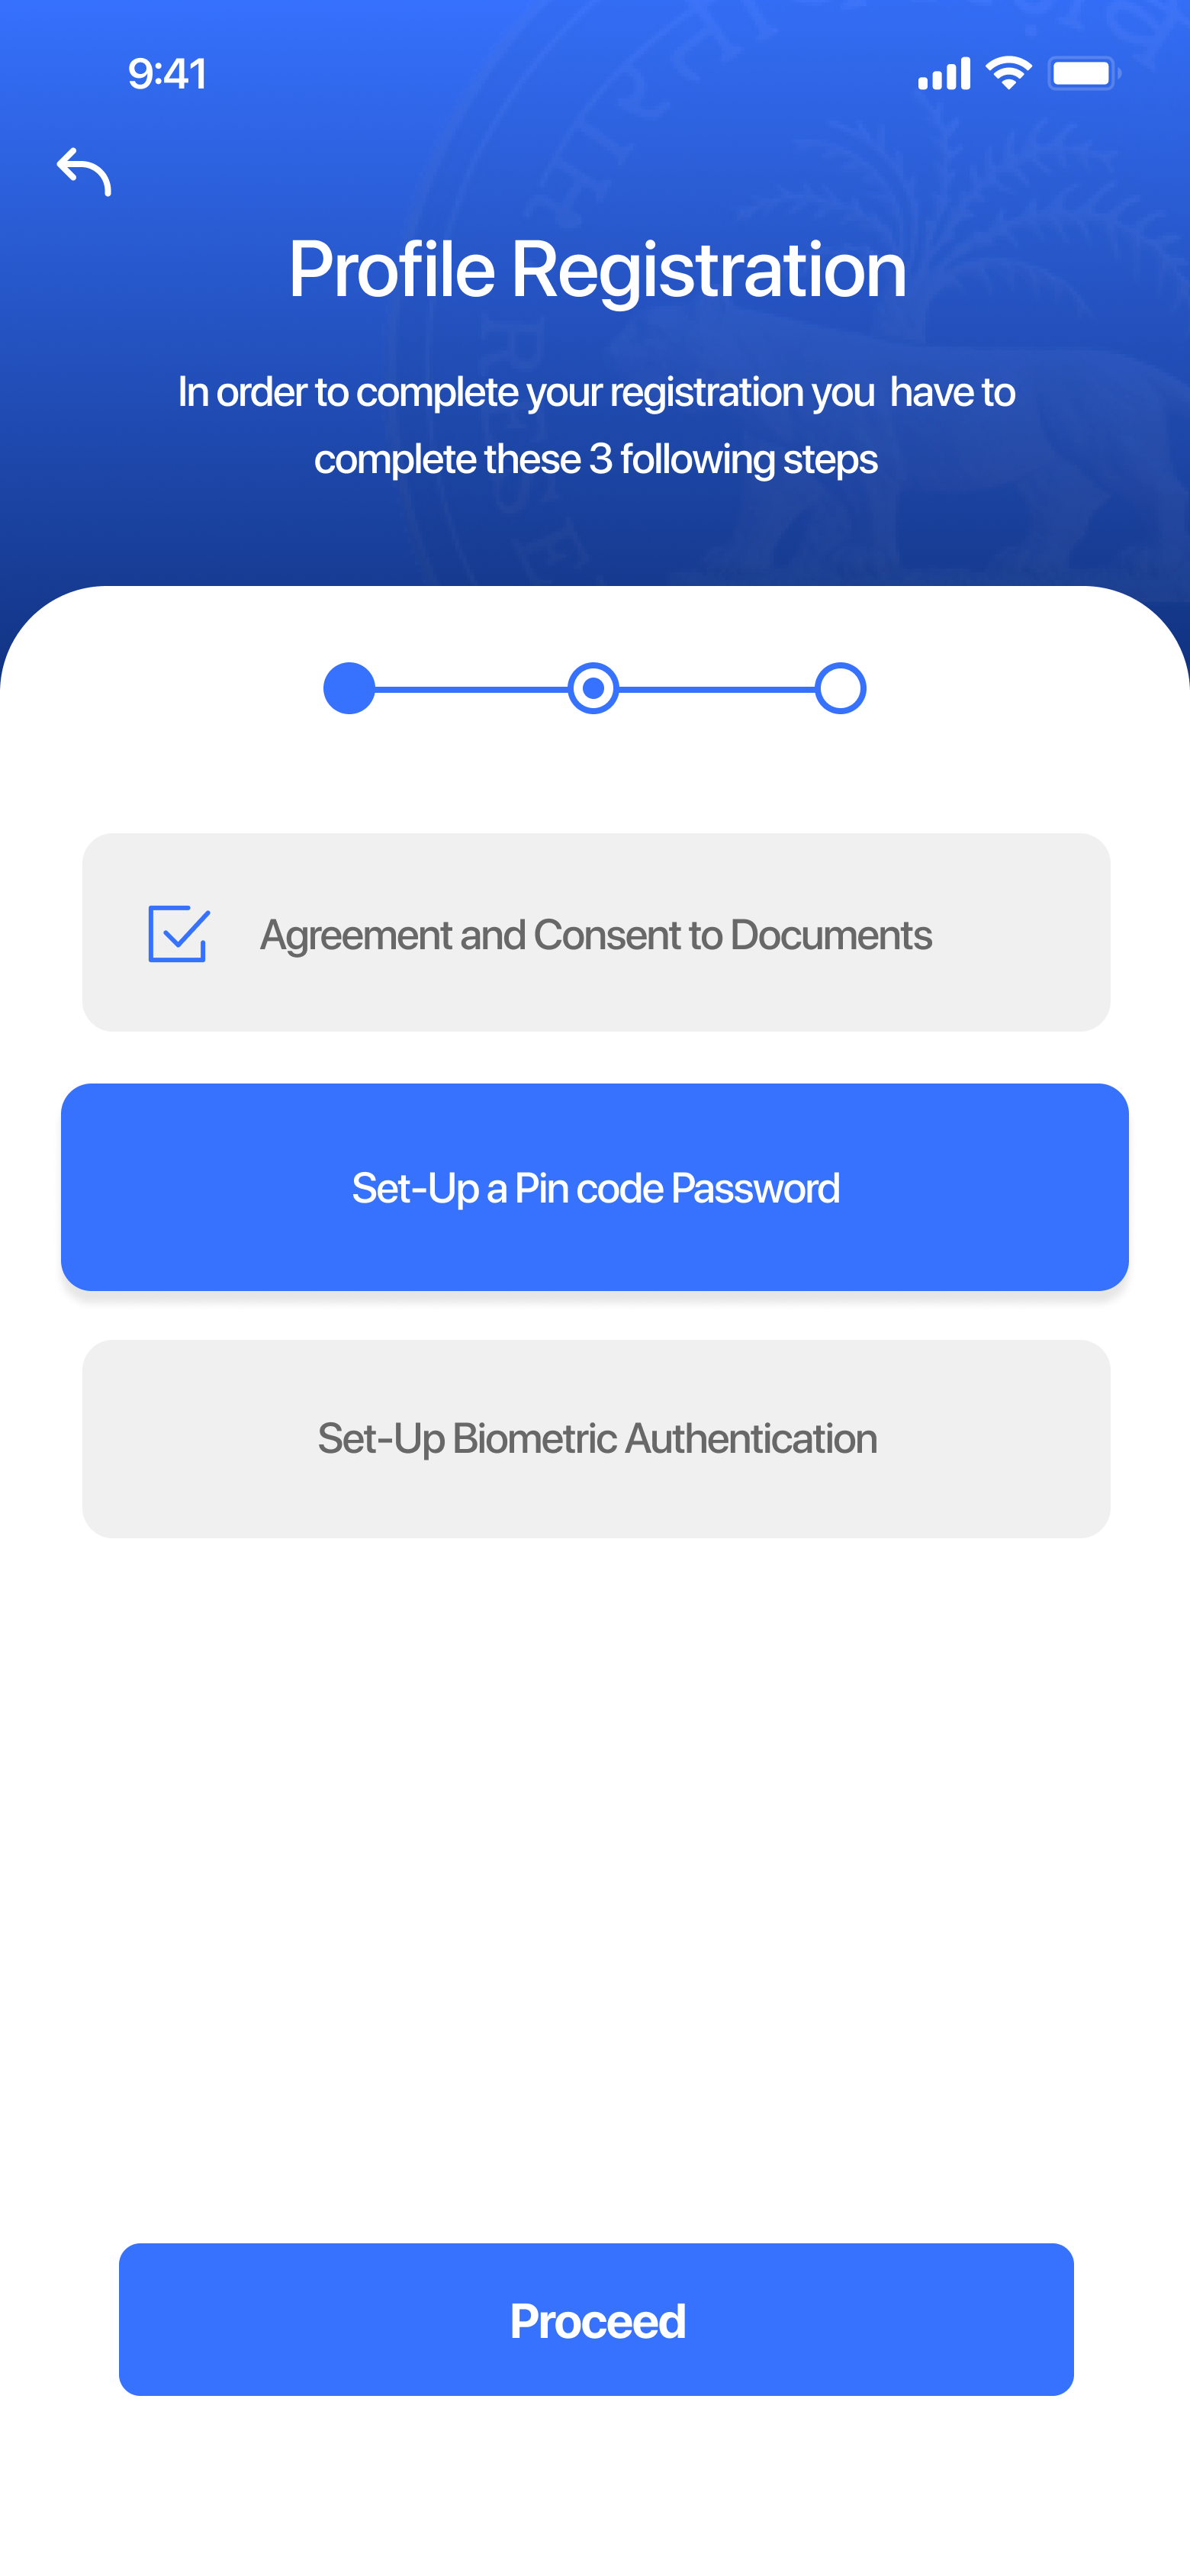 9:41
Profile Registration
In order to complete your registration you  have to
complete these 3 following steps
Agreement and Consent to Documents
Set-Up a Pin code Password
Set-Up Biometric Authentication
Proceed